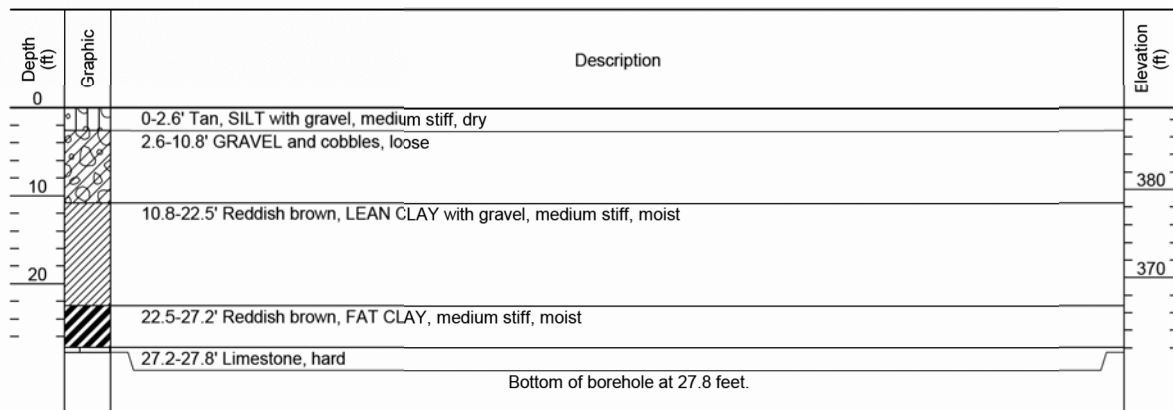 Depth
(ft)
Graphic
Description
Elevation
(ft)
0
0-2.6' Tan, SILT with gravel, medium stiff, dry
2.6-10.8' GRAVEL and cobbles, loose
10
380
10.8-22.5' Reddish brown, LEAN CLAY with gravel, medium stiff, moist
20
370
22.5-27.2' Reddish brown, FAT CLAY, medium stiff, moist
27.2-27.8' Limestone, hard
Bottom of borehole at 27.8 feet.